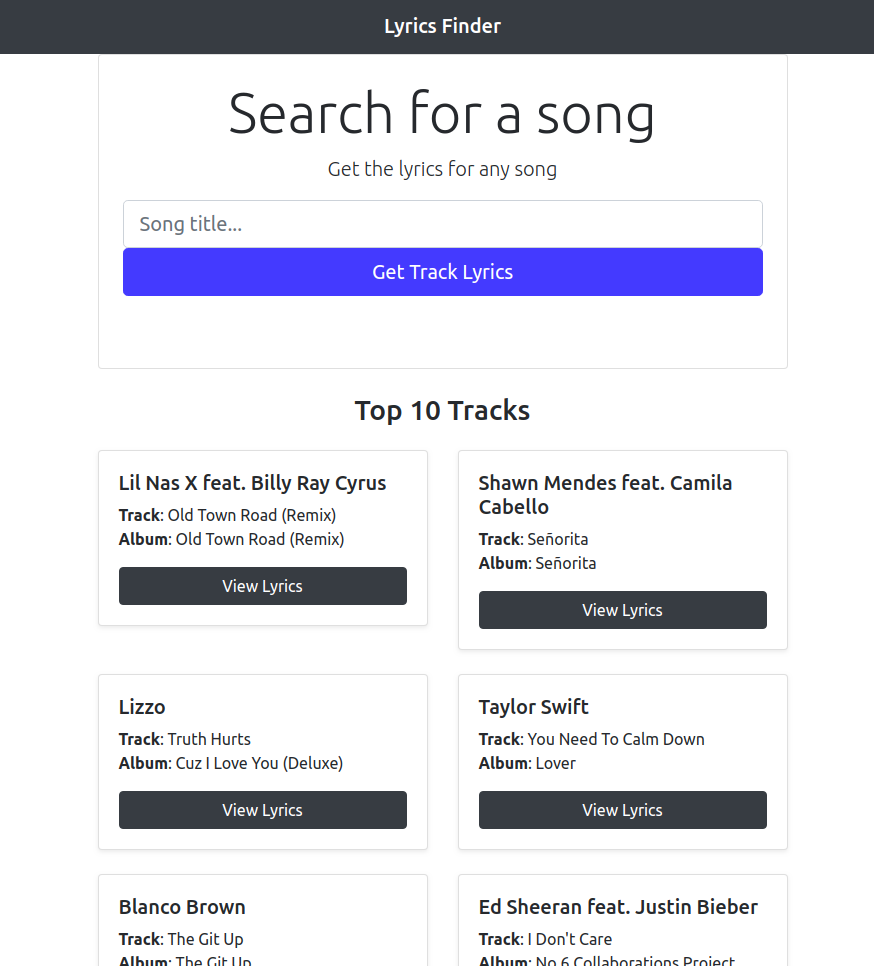 Lyrics Finder
Search for a song
Get the lyrics for any song
Song title...
Get Track Lyrics
Top 10 Tracks
Lil Nas X feat. Billy Ray Cyrus
Track: Old Town Road (Remix)
Album: Old Town Road (Remix)
View Lyrics
Shawn Mendes feat. Camila
Cabello
Track: Señorita
Album: Señorita
View Lyrics
Lizzo
Track: Truth Hurts
Album: Cuz I Love You (Deluxe)
View Lyrics
Taylor Swift
Track: You Need To Calm Down
Album: Lover
View Lyrics
Blanco Brown
Track: The Git Up
Album: The Git Up
Ed Sheeran feat. Justin Bieber
Track: I Don't Care
Album: No.6 Collaborations Project